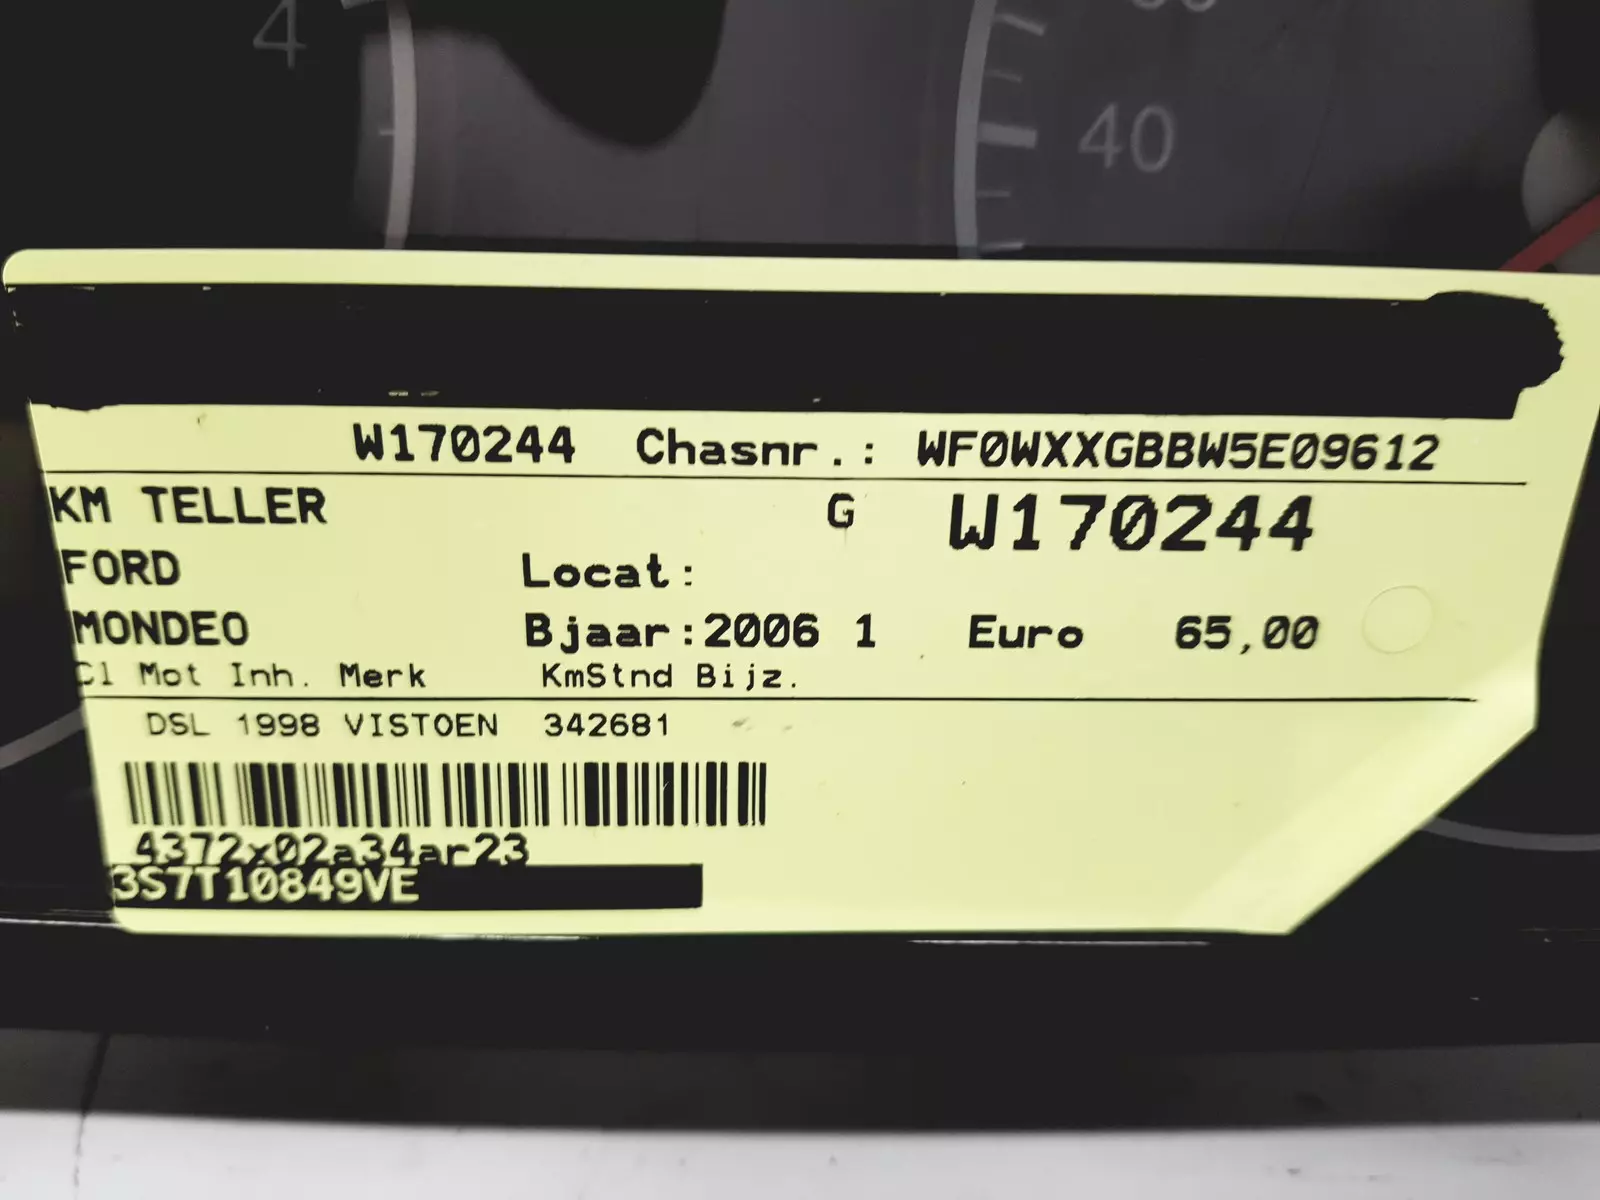 4
40
W170244 Chasnr.: WF0WXXGBBW5E09612
KM TELLER G W170244
FORD Locat:
MONDEO Bjaar:2006 1 Euro 65,00
Cl Mot Inh. Merk KmStnd Bijz.
DSL 1998 VISTOEN 342681
4372x02a34ar23
3S7T10849VE